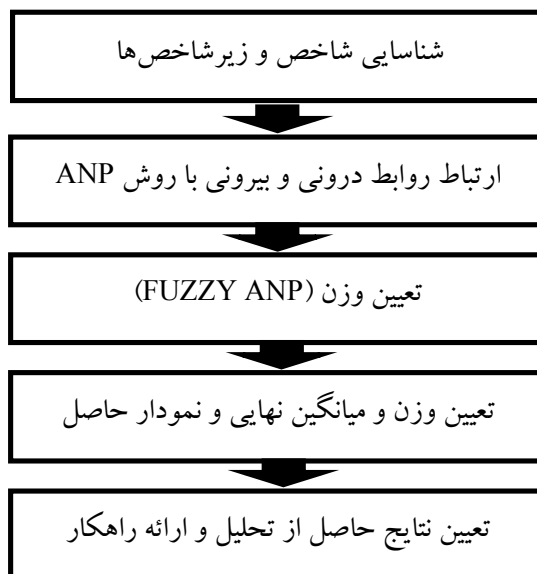 شناسایی شاخص و زیرشاخص‌ها
ارتباط روابط درونی و بیرونی با روش ANP
تعیین وزن (FUZZY ANP)
تعیین وزن و میانگین نهایی و نمودار حاصل
تعیین نتایج حاصل از تحلیل و ارائه راهکار